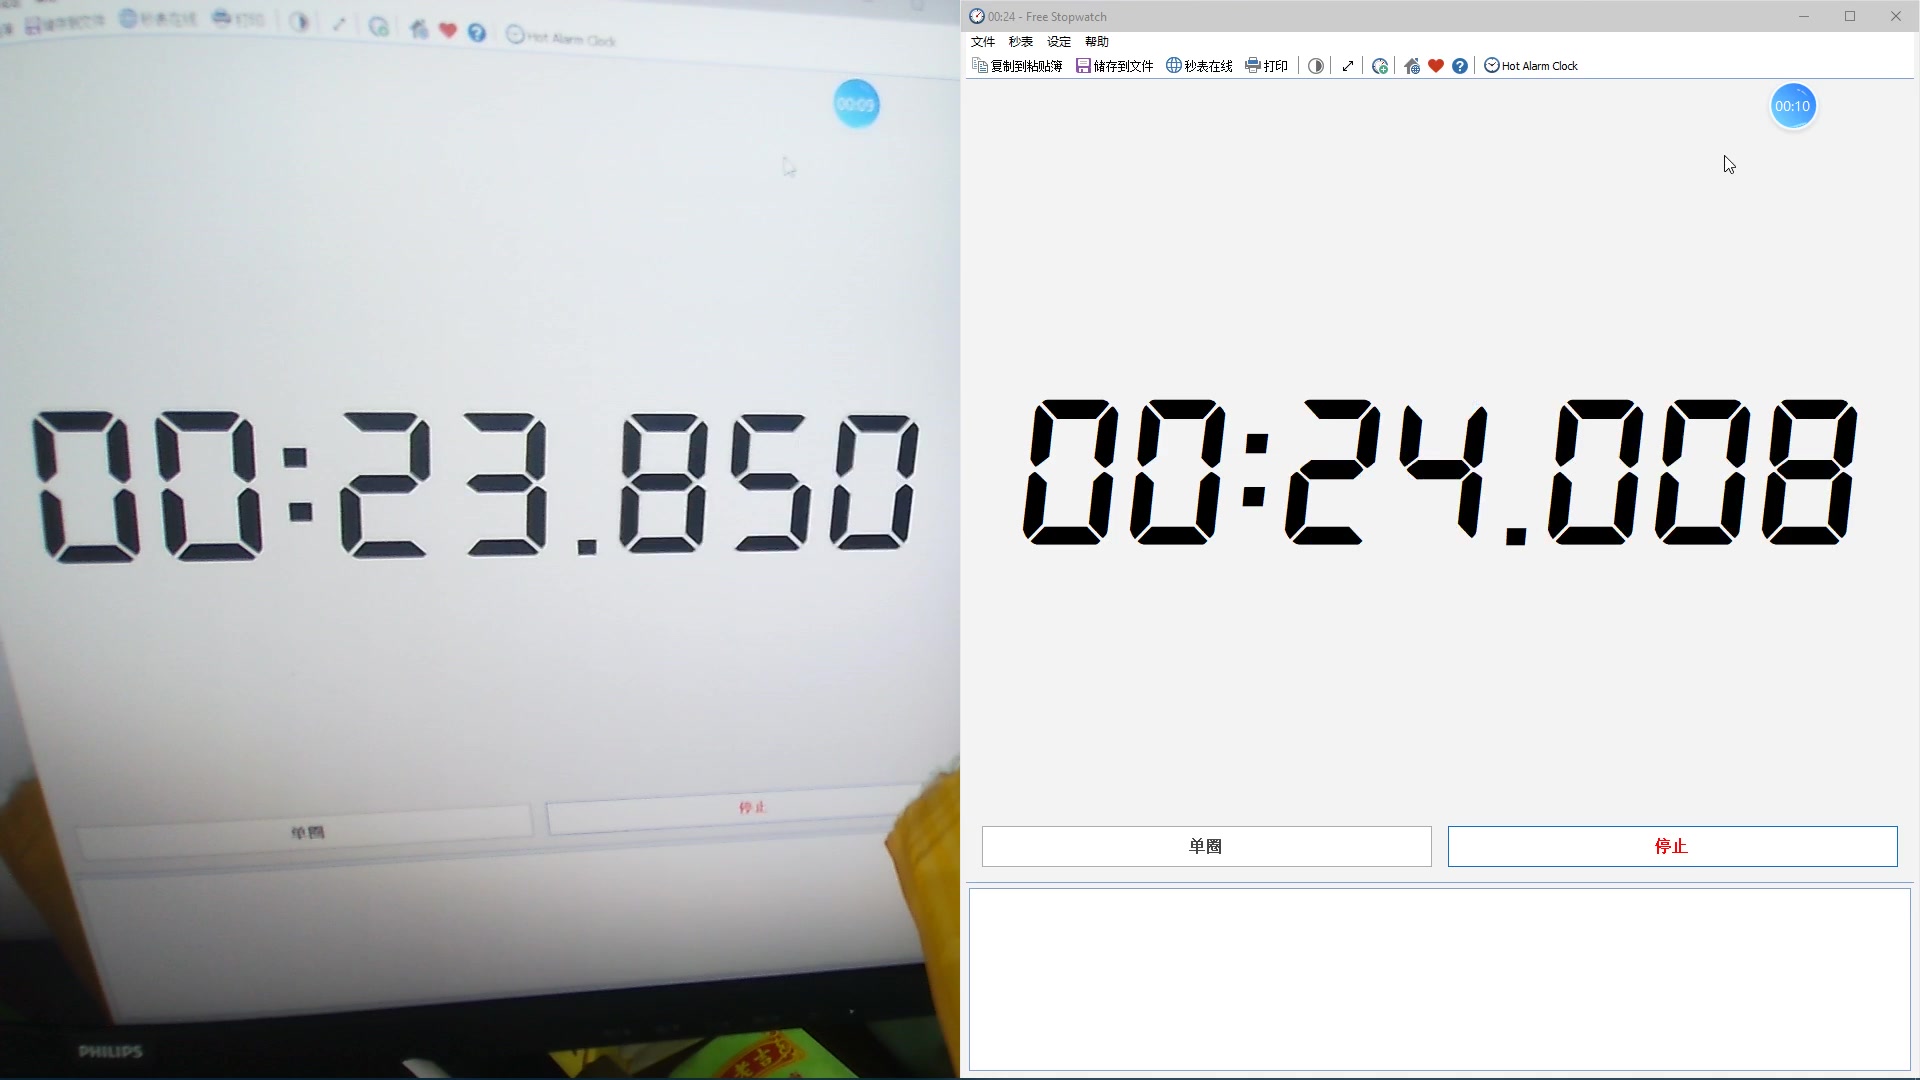 储存到文件 秒表在线 打印 Hot Alarm Clock
00:09
00:23.850
单圈 停止
PHILIPS
00:24 - Free Stopwatch
文件 秒表 设定 帮助
复制到粘贴簿 储存到文件 秒表在线 打印 Hot Alarm Clock
00:10
00:24.008
单圈 停止